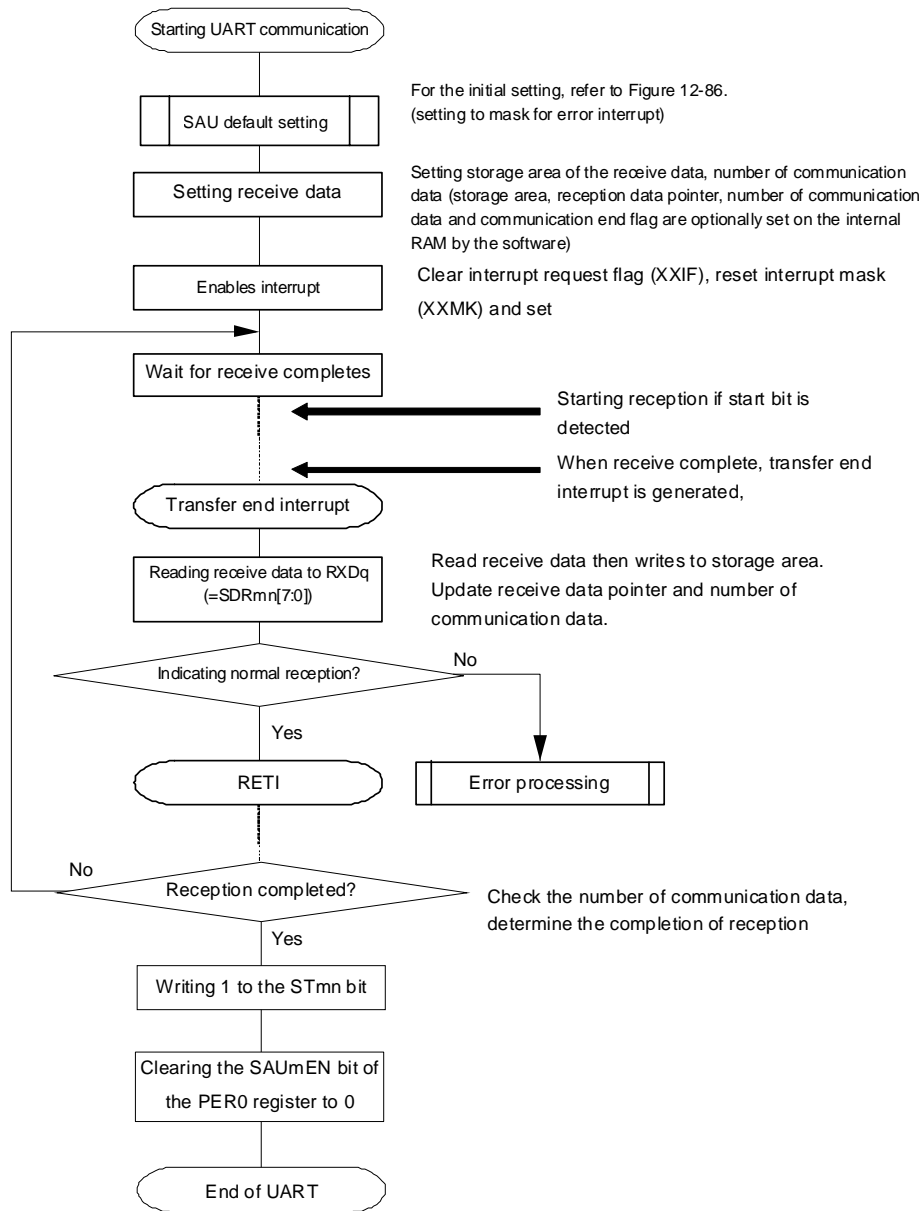 Starting UART communication
For the initial setting, refer to Figure 12-86.
(setting to mask for error interrupt)
SAU default setting
Setting storage area of the receive data, number of communication
data (storage area, reception data pointer, number of communication
data and communication end flag are optionally set on the internal
RAM by the software)
Setting receive data
Clear interrupt request flag (XXIF), reset interrupt mask
(XXMK) and set
Enables interrupt
Wait for receive completes
Starting reception if start bit is
detected
When receive complete, transfer end
interrupt is generated,
Transfer end interrupt
Reading receive data to RXDq
(=SDRmn[7:0])
Read receive data then writes to storage area.
Update receive data pointer and number of
communication data.
Indicating normal reception?
No
Yes
RETI
Error processing
No
Reception completed?
Check the number of communication data,
determine the completion of reception
Yes
Writing 1 to the STmn bit
Clearing the SAUmEN bit of
the PER0 register to 0
End of UART